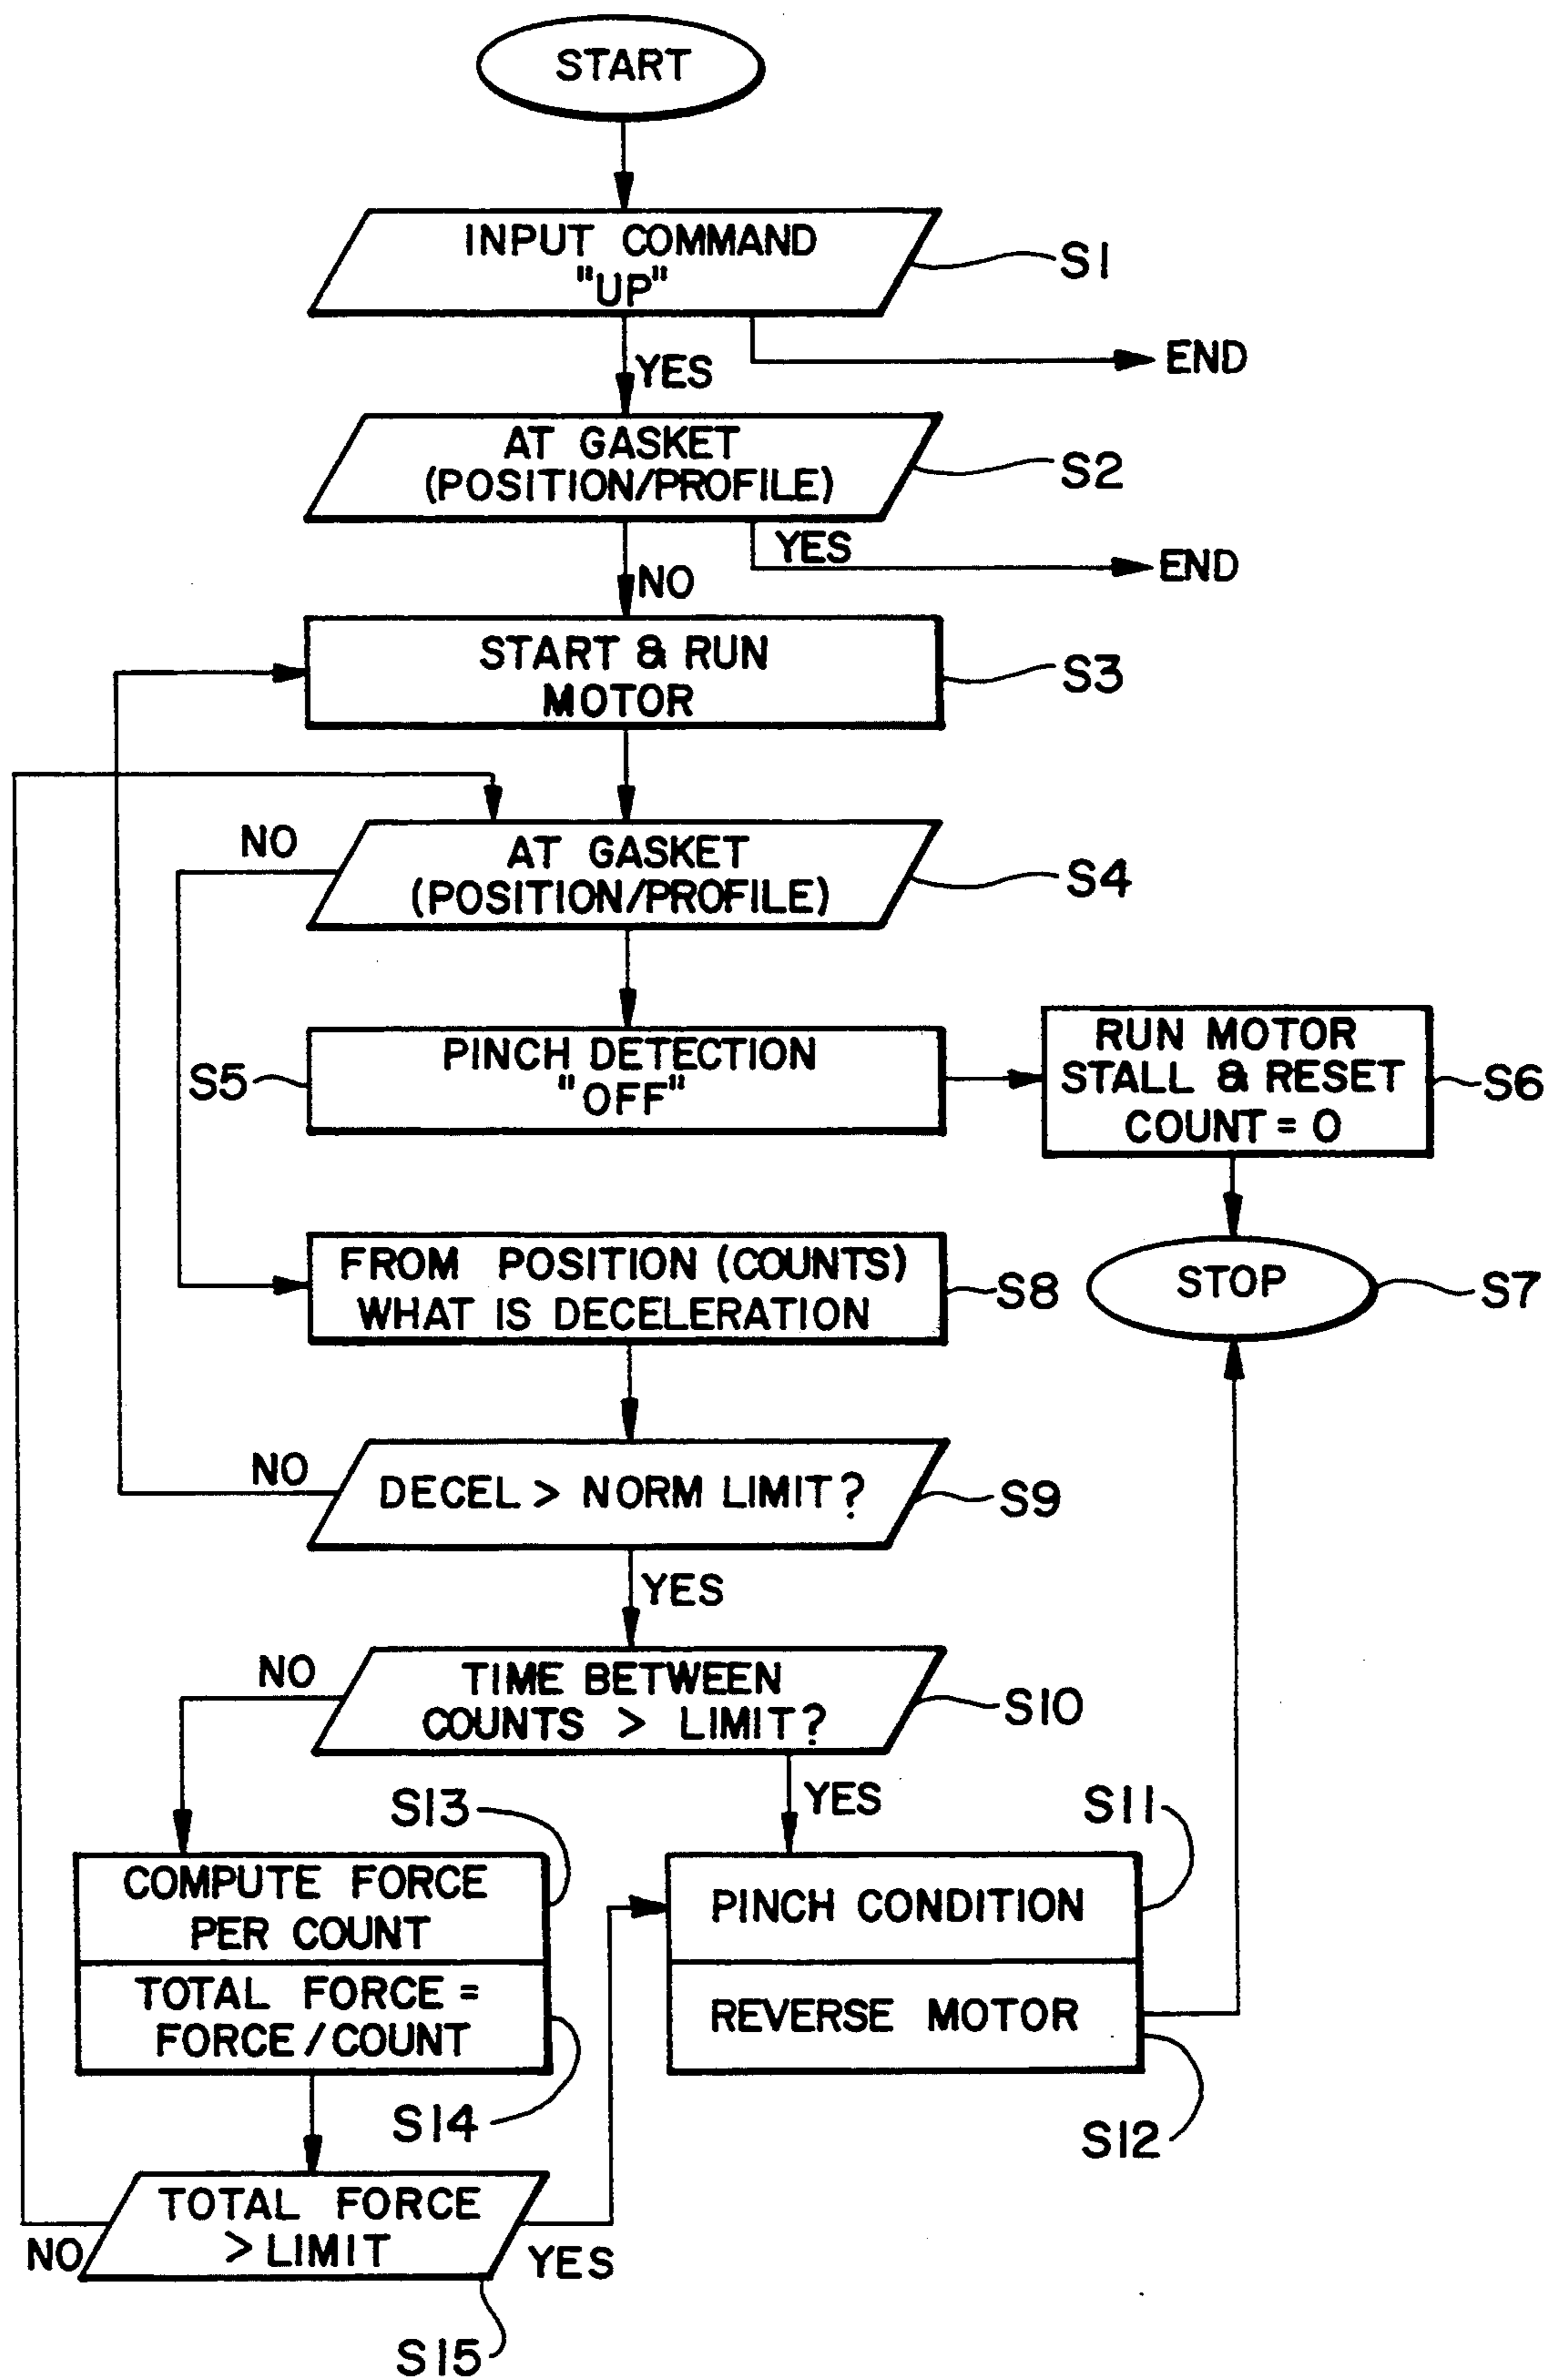 START
INPUT COMMAND
"UP"
S1
END
YES
AT GASKET
(POSITION/PROFILE)
S2
YES
END
NO
START & RUN
MOTOR
S3
NO
AT GASKET
(POSITION/PROFILE)
S4
PINCH DETECTION
"OFF"
S5
RUN MOTOR
STALL & RESET
COUNT = 0
S6
FROM POSITION (COUNTS)
WHAT IS DECELERATION
S8
STOP
S7
NO
DECEL > NORM LIMIT?
S9
YES
NO
TIME BETWEEN
COUNTS > LIMIT?
S10
YES
S13
S11
COMPUTE FORCE
PER COUNT
PINCH CONDITION
TOTAL FORCE =
FORCE/COUNT
REVERSE MOTOR
S14
S12
TOTAL FORCE
> LIMIT
NO
YES
S15